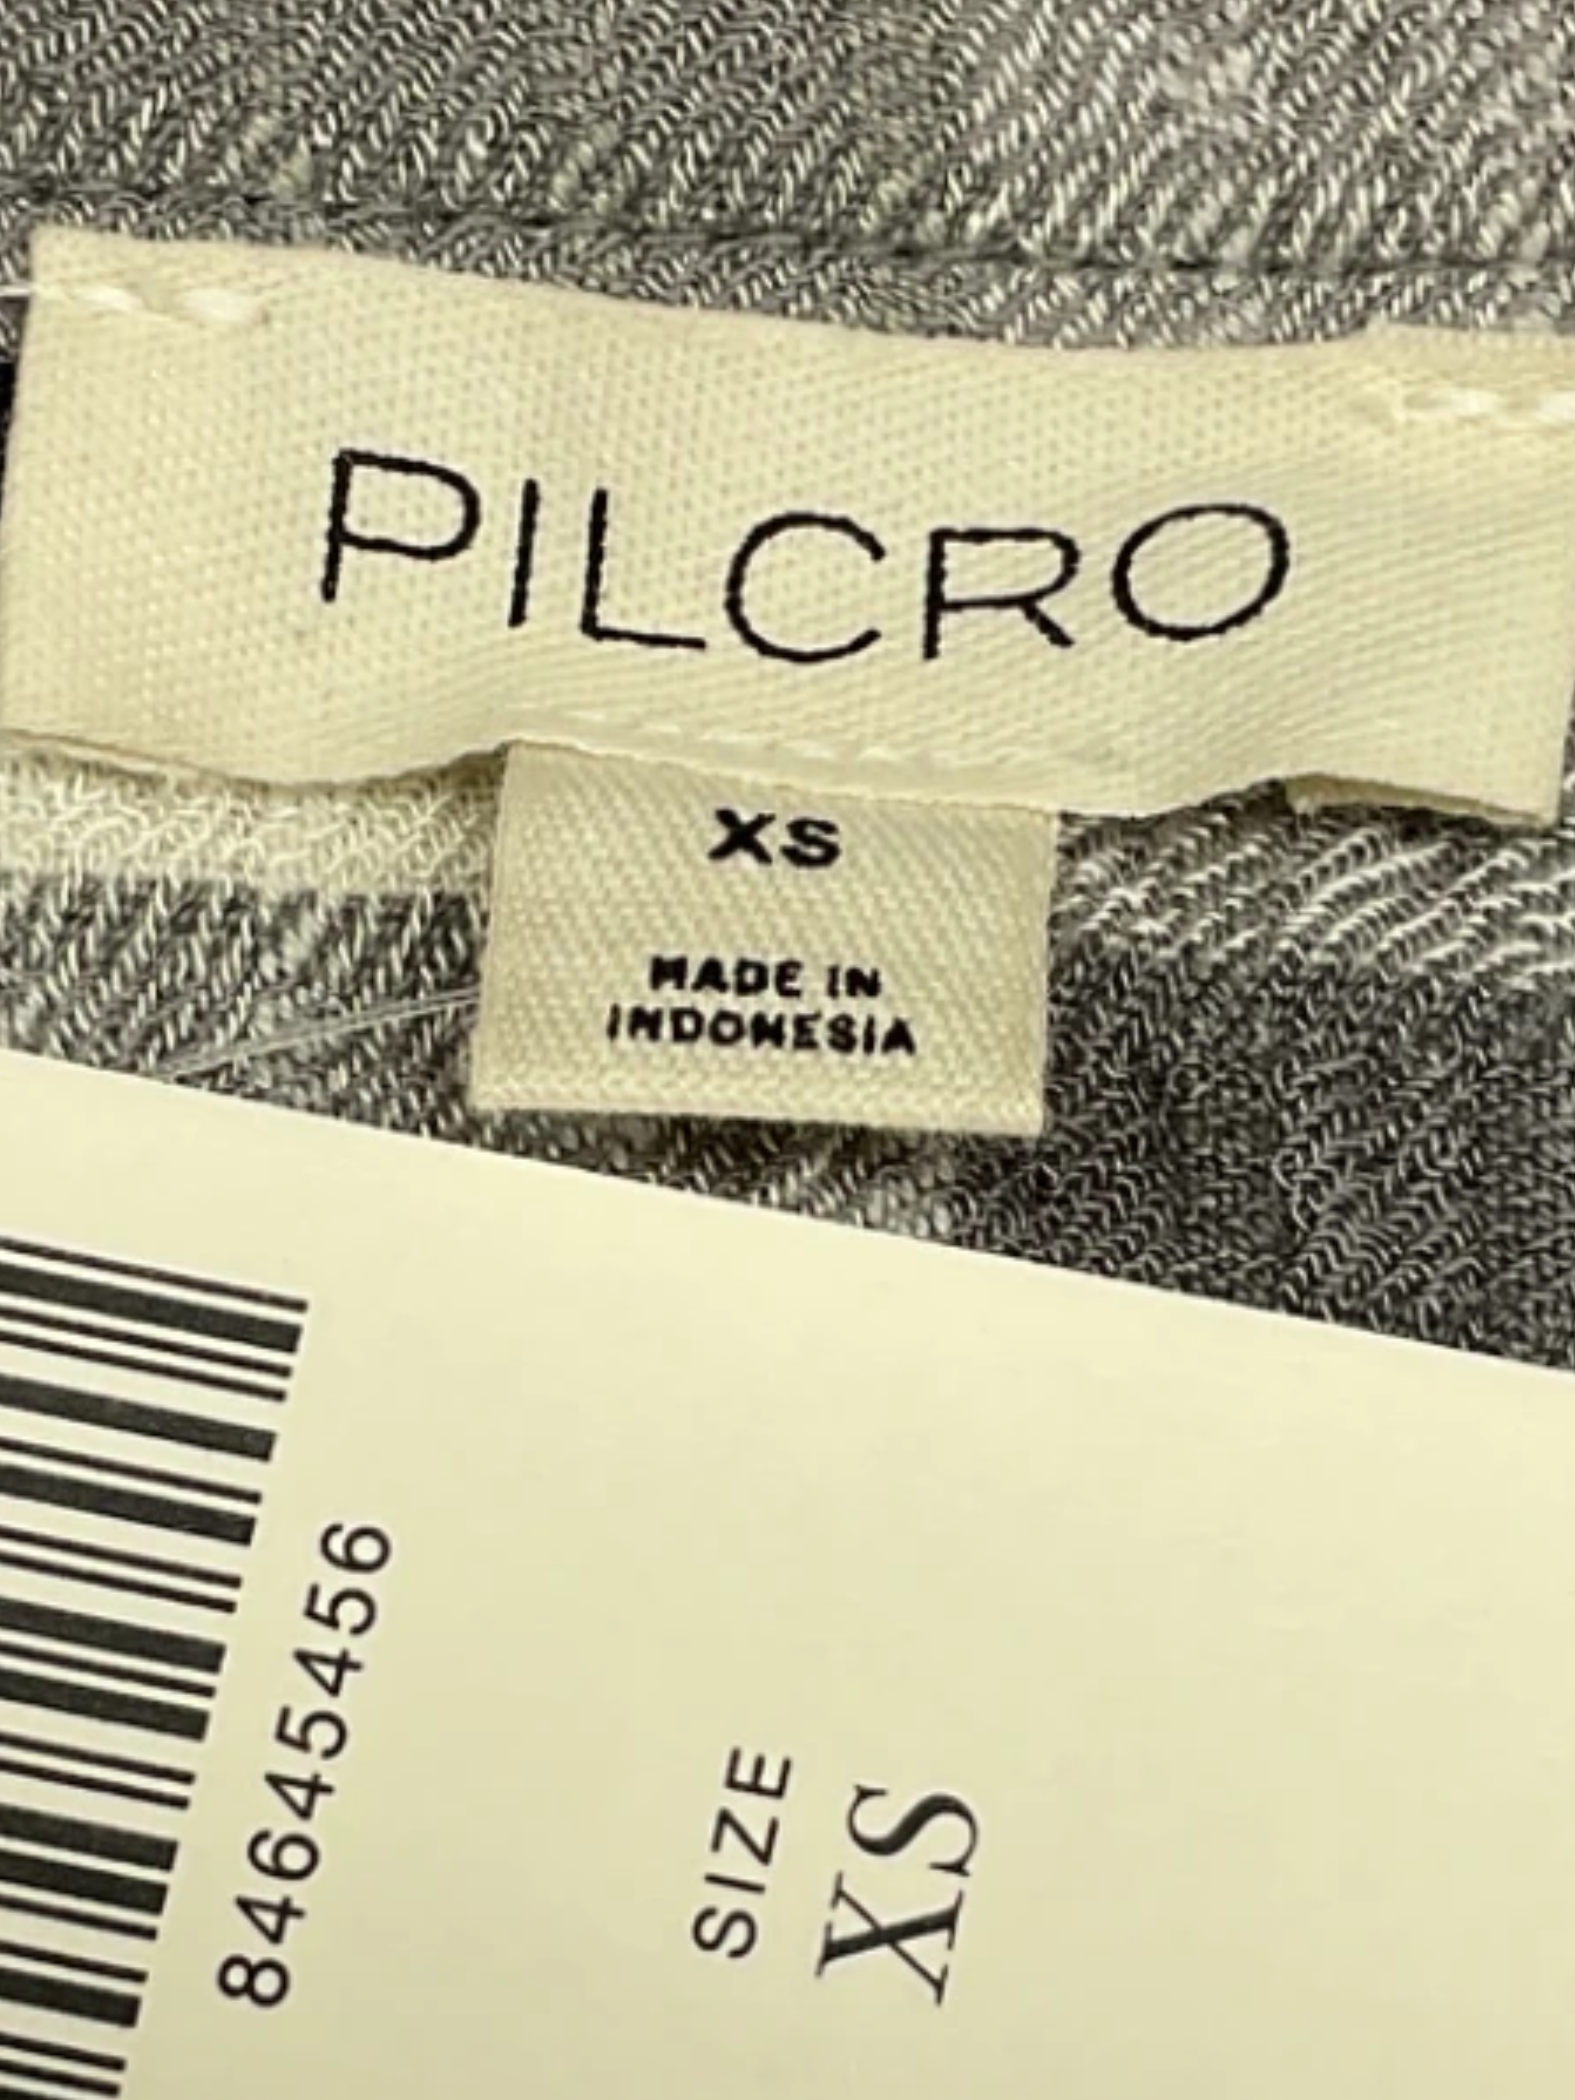 PILCRO
XS
MADE IN
INDONESIA
84645456
SIZE
XS